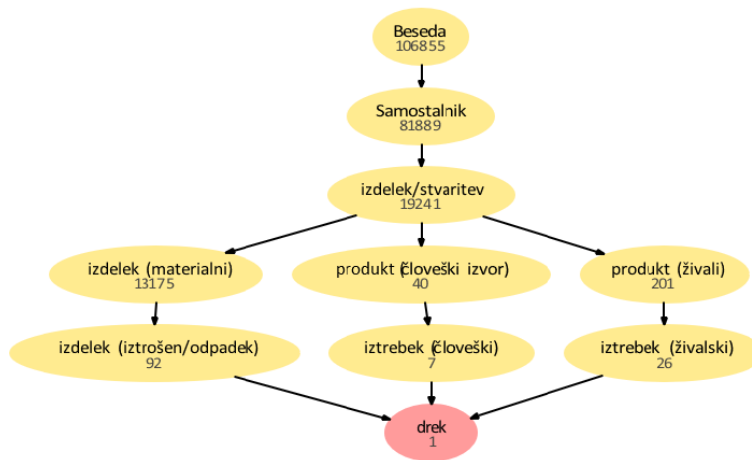 Beseda
106855
Samostalnik
81889
izdelek/stvaritev
19241
izdelek (materialni)
13175
produkt (človeški izvor)
40
produkt (živali)
201
izdelek (iztrošen/odpadek)
92
iztrebek (človeški)
7
iztrebek (živalski)
26
drek
1